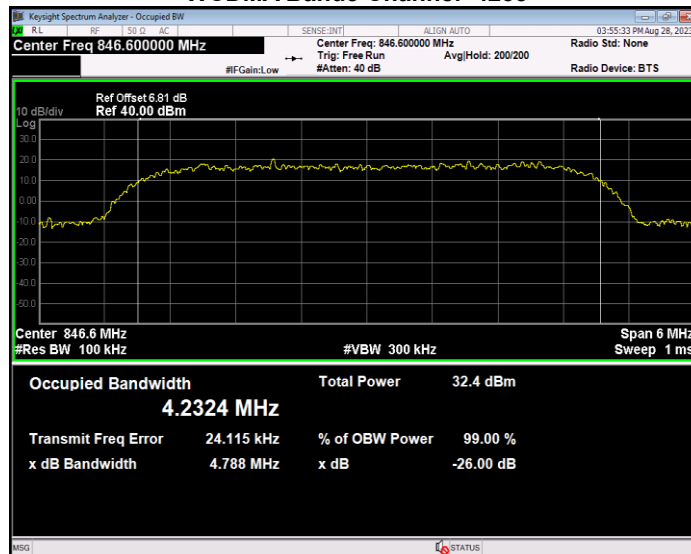 Keysight Spectrum Analyzer - Occupied BW
RL RF 50 Ω AC SENSE:INT ALIGN AUTO 03:55:33 PM Aug 28, 2023
Center Freq 846.600000 MHz Center Freq: 846.600000 MHz Radio Std: None
Trig: Free Run Avg|Hold: 200/200
#IFGain:Low #Atten: 40 dB Radio Device: BTS
Ref Offset 6.81 dB
10 dB/div Ref 40.00 dBm
Log
30.0
20.0
10.0
0.00
-10.0
-20.0
-30.0
-40.0
-50.0
Center 846.6 MHz Span 6 MHz
#Res BW 100 kHz #VBW 300 kHz Sweep 1 ms
Occupied Bandwidth Total Power 32.4 dBm
4.2324 MHz
Transmit Freq Error 24.115 kHz % of OBW Power 99.00 %
x dB Bandwidth 4.788 MHz x dB -26.00 dB
MSG STATUS